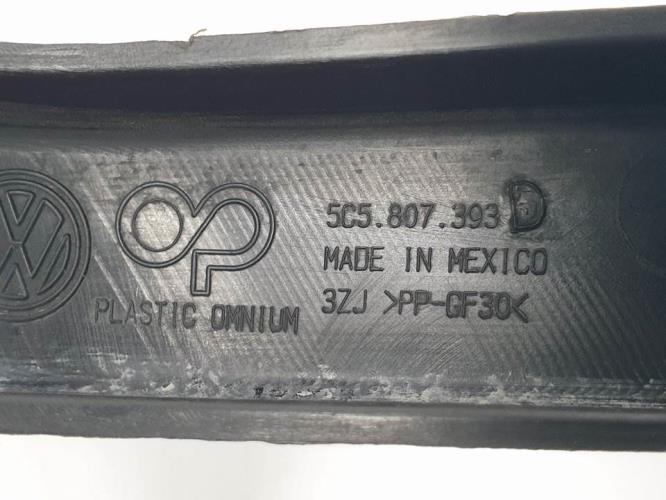 5C5.807.393 D
MADE IN MEXICO
PLASTIC OMNIUM
3ZJ >PP-GF30<